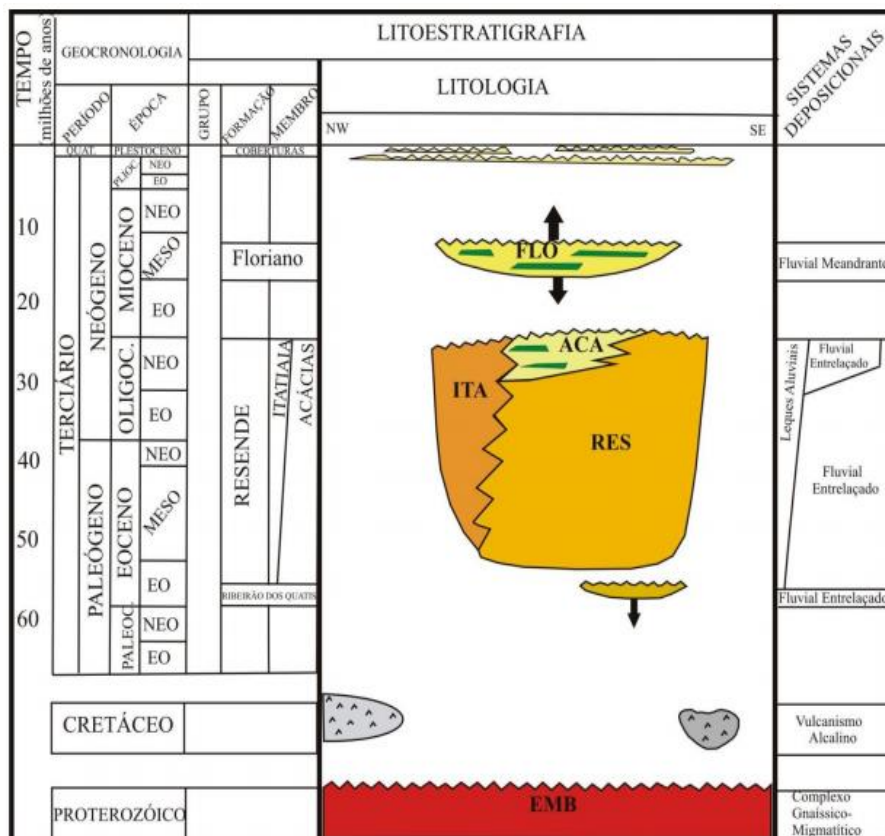 TEMPO
(milhões de anos)
GEOCRONOLOGIA
PERÍODO
ÉPOCA
LITOESTRATIGRAFIA
GRUPO
FORMAÇÃO
MEMBRO
LITOLOGIA
NW
SE
SISTEMAS
DEPOSICIONAIS
QUAT.
PLESTOCENO
COBERTURAS
TERCIÁRIO
NEÓGENO
PLIOC.
NEO
EO
10
MIOCENO
NEO
MESO
Floriano
FLO
Fluvial Meandrante
20
EO
OLIGOC.
NEO
30
EO
RESENDE
ITATIAIA
ACÁCIAS
ACA
ITA
RES
Leques Aluviais
Fluvial
Entrelaçado
Fluvial
Entrelaçado
PALEÓGENO
40
EOCENO
NEO
MESO
50
EO
RIBEIRÃO DOS QUATIS
Fluvial Entrelaçado
60
PALEOC.
NEO
EO
CRETÁCEO
Vulcanismo
Alcalino
PROTEROZÓICO
EMB
Complexo
Gnaíssico-
Migmatítico